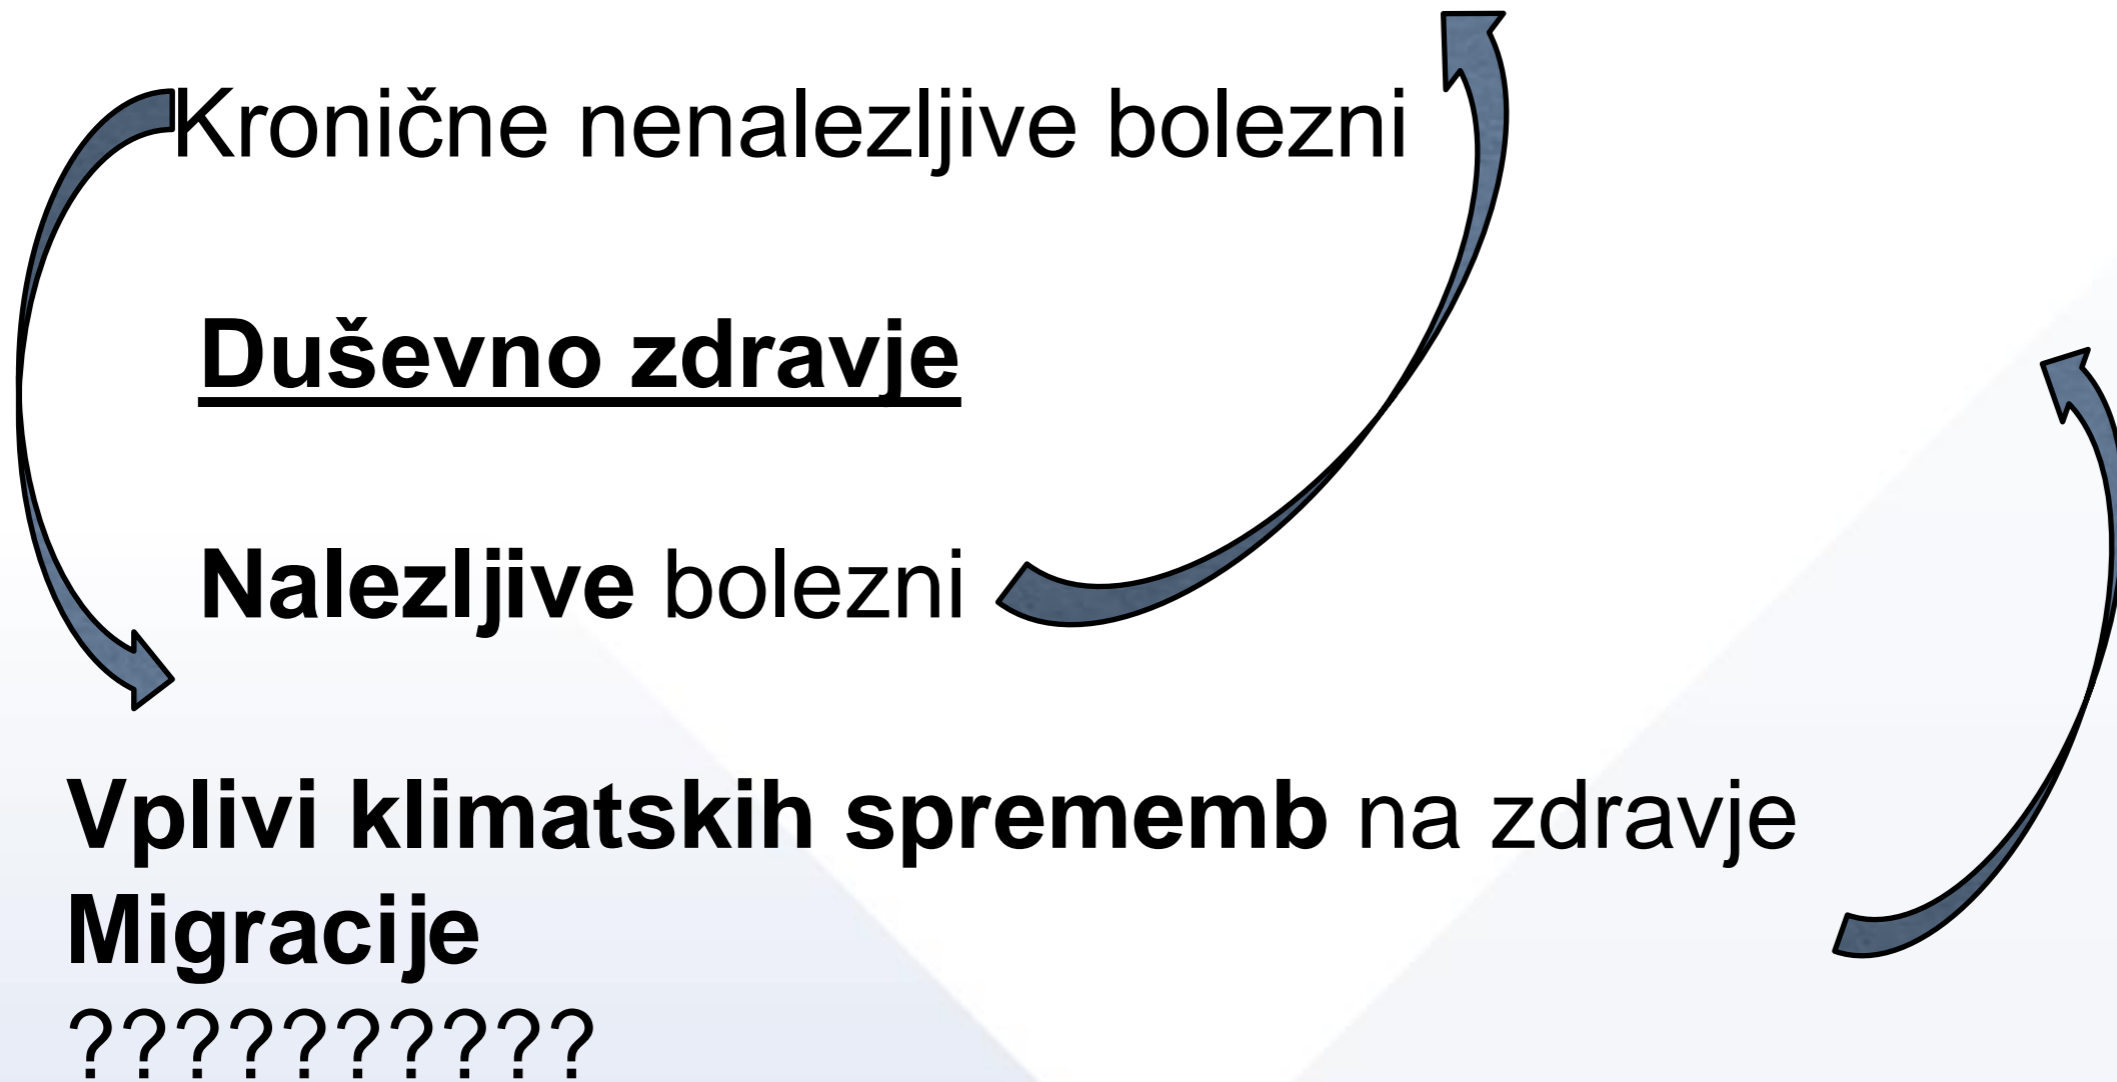 Kronične nenalezljive bolezni
Duševno zdravje
Nalezljive bolezni
Vplivi klimatskih sprememb na zdravje
Migracije
??????????